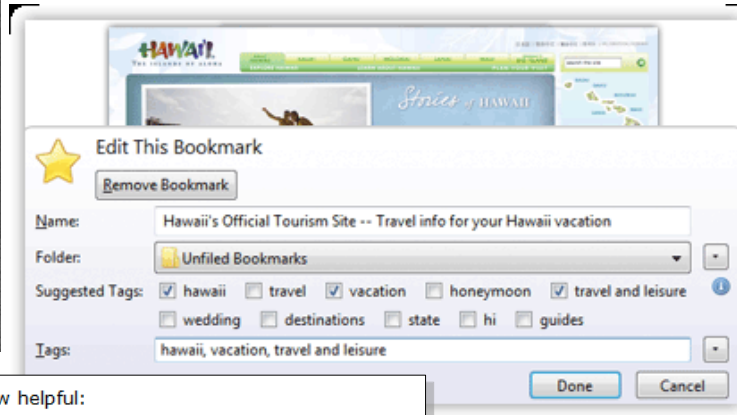 HAWAI'I
THE ISLANDS OF ALOHA
Stories of HAWAII
Edit This Bookmark
Remove Bookmark
Name: Hawaii's Official Tourism Site -- Travel info for your Hawaii vacation
Folder: Unfiled Bookmarks
Suggested Tags: hawaii travel vacation honeymoon travel and leisure
wedding destinations state hi guides
Tags: hawaii, vacation, travel and leisure
Done Cancel
w helpful: